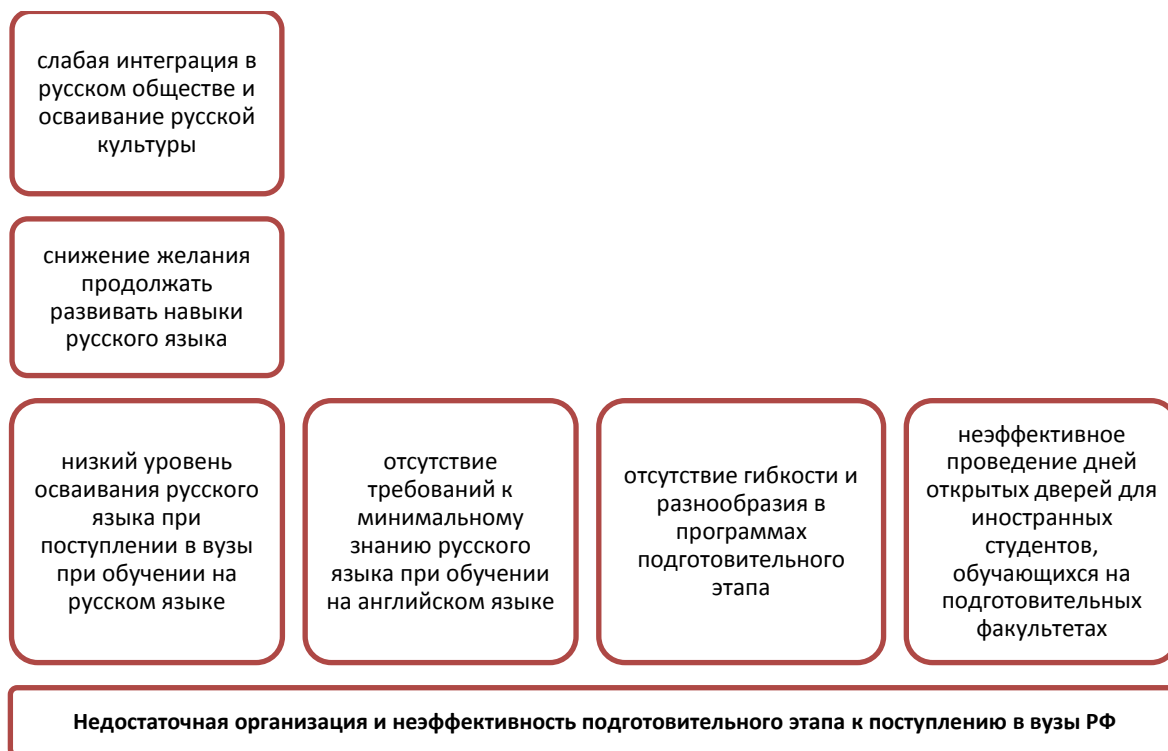 слабая интеграция в
русском обществе и
осваивание русской
культуры
снижение желания
продолжать
развивать навыки
русского языка
низкий уровень
осваивания русского
языка при
поступлении в вузы
при обучении на
русском языке
отсутствие
требований к
минимальному
знанию русского
языка при обучении
на английском языке
отсутствие гибкости и
разнообразия в
программах
подготовительного
этапа
неэффективное
проведение дней
открытых дверей для
иностранных
студентов,
обучающихся на
подготовительных
факультетах
Недостаточная организация и неэффективность подготовительного этапа к поступлению в вузы РФ